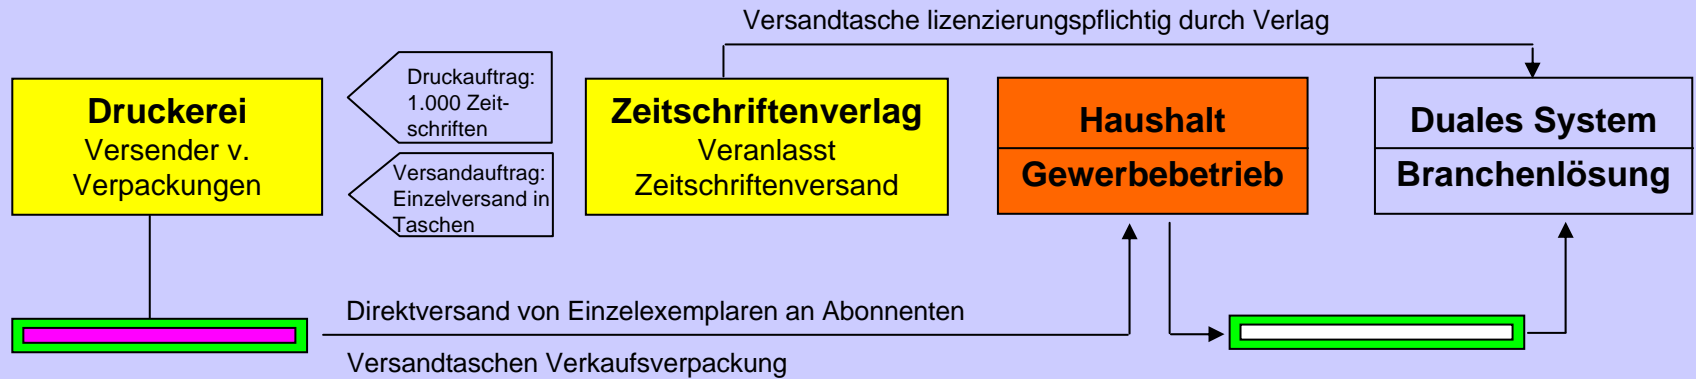 Versandtasche lizenzierungspflichtig durch Verlag
Druckerei
Versender v.
Verpackungen
Druckauftrag:
1.000 Zeit-
schriften
Versandauftrag:
Einzelversand in
Taschen
Zeitschriftenverlag
Veranlasst
Zeitschriftenversand
Haushalt
Gewerbebetrieb
Duales System
Branchenlösung
Direktversand von Einzelexemplaren an Abonnenten
Versandtaschen Verkaufsverpackung